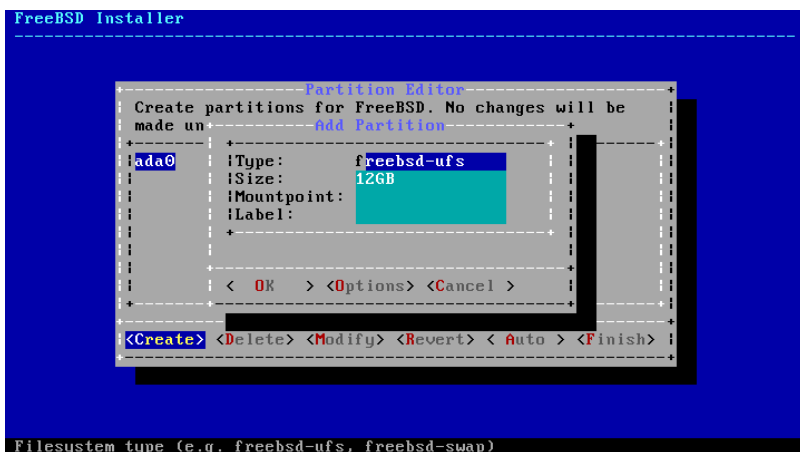 FreeBSD Installer
Partition Editor
Create partitions for FreeBSD. No changes will be
made un
Add Partition
ada0
Type: freebsd-ufs
Size: 12GB
Mountpoint:
Label:
< OK > <Options> <Cancel >
<Create> <Delete> <Modify> <Revert> < Auto > <Finish>
Filesystem type (e.g. freebsd-ufs, freebsd-swap)